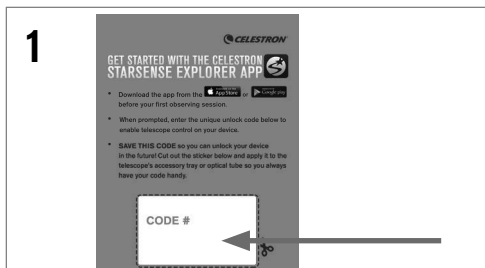 1
CELESTRON
GET STARTED WITH THE CELESTRON
STARSENSE EXPLORER APP
• Download the app from the App Store or Google play
before your first observing session.
• When prompted, enter the unique unlock code below to
enable telescope control on your device.
• SAVE THIS CODE so you can unlock your device
in the future! Cut out the sticker below and apply it to the
telescope's accessory tray or optical tube so you always
have your code handy.
CODE #